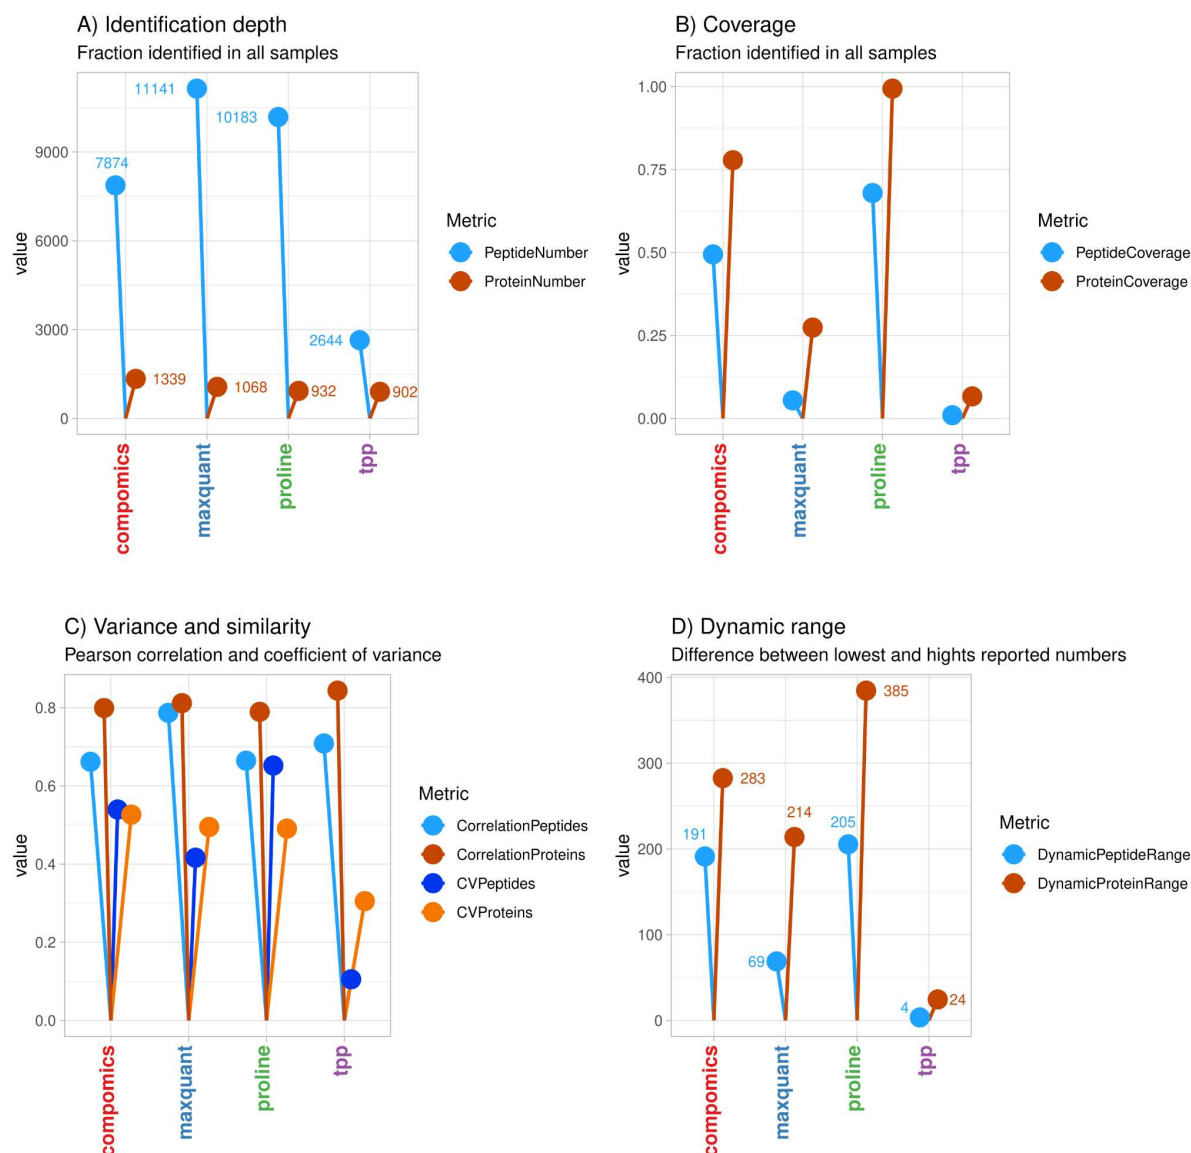 A) Identification depth
Fraction identified in all samples
value
9000
6000
3000
0
7874
11141
10183
2644
1339
1068
932
902
compomics
maxquant
proline
tpp
Metric
PeptideNumber
ProteinNumber
B) Coverage
Fraction identified in all samples
value
1.00
0.75
0.50
0.25
0.00
compomics
maxquant
proline
tpp
Metric
PeptideCoverage
ProteinCoverage
C) Variance and similarity
Pearson correlation and coefficient of variance
value
0.8
0.6
0.4
0.2
0.0
compomics
maxquant
proline
tpp
Metric
CorrelationPeptides
CorrelationProteins
CVPeptides
CVProteins
D) Dynamic range
Difference between lowest and hights reported numbers
value
400
300
200
100
0
191
283
69
214
205
385
4
24
compomics
maxquant
proline
tpp
Metric
DynamicPeptideRange
DynamicProteinRange